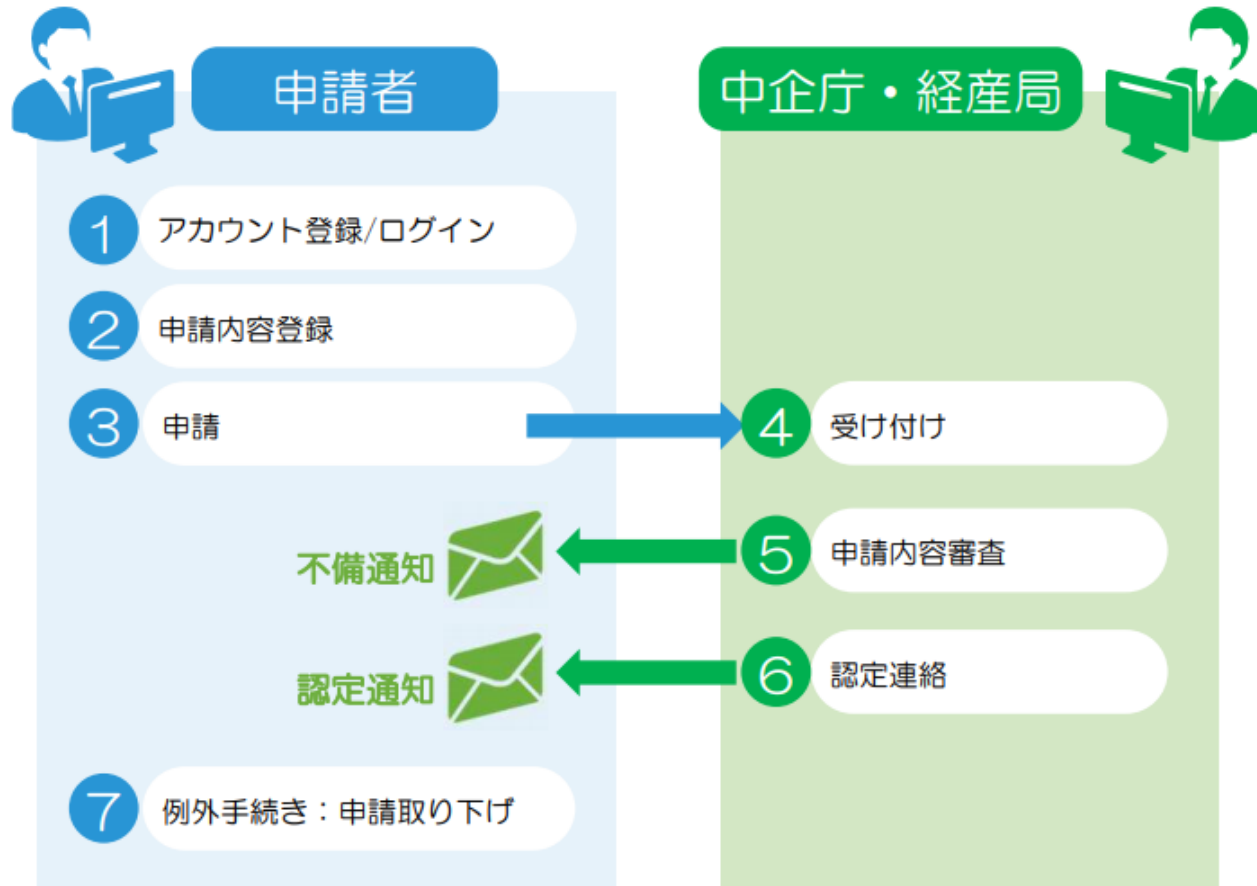 申請者
中企庁・経産局
1 アカウント登録/ログイン
2 申請内容登録
3 申請
4 受け付け
不備通知
5 申請内容審査
認定通知
6 認定連絡
7 例外手続き：申請取り下げ